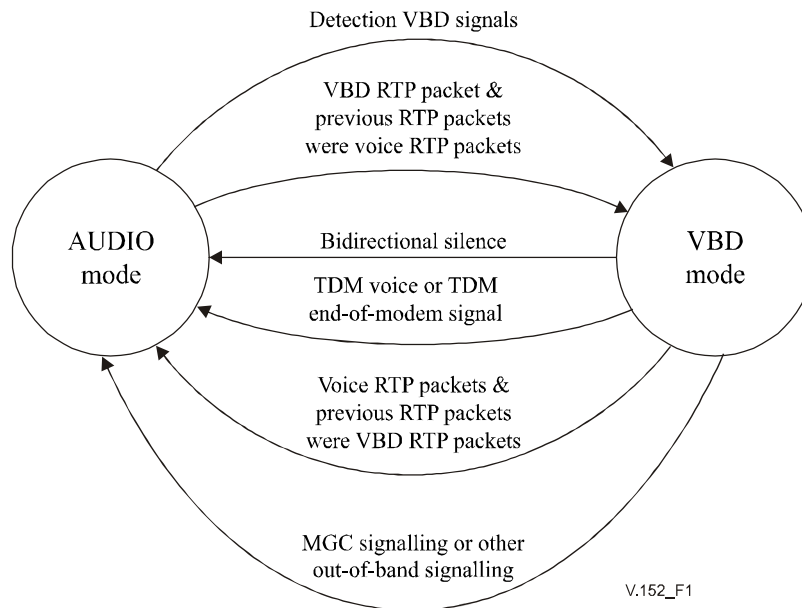 Detection VBD signals
VBD RTP packet &
previous RTP packets
were voice RTP packets
AUDIO
mode
VBD
mode
Bidirectional silence
TDM voice or TDM
end-of-modem signal
Voice RTP packets &
previous RTP packets
were VBD RTP packets
MGC signalling or other
out-of-band signalling
V.152_F1